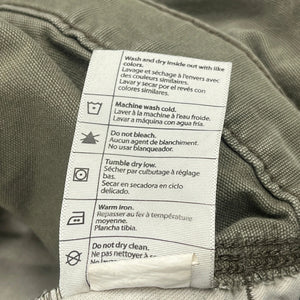 Wash and dry inside out with like
colors.
Lavage et séchage à l'envers avec
des couleurs similaires.
Lavar y secar por el revés con
colores similares.
Machine wash cold.
Laver à la machine à l'eau froide.
Lavar a máquina con agua fría.
Do not bleach.
Aucun agent de blanchiment.
No usar blanqueador.
Tumble dry low.
Sécher par culbutage à réglage
bas.
Secar en secadora en ciclo
delicado.
Warm iron.
Repasser au fer à température
moyenne.
Plancha tibia.
Do not dry clean.
Ne pas nettoyer à